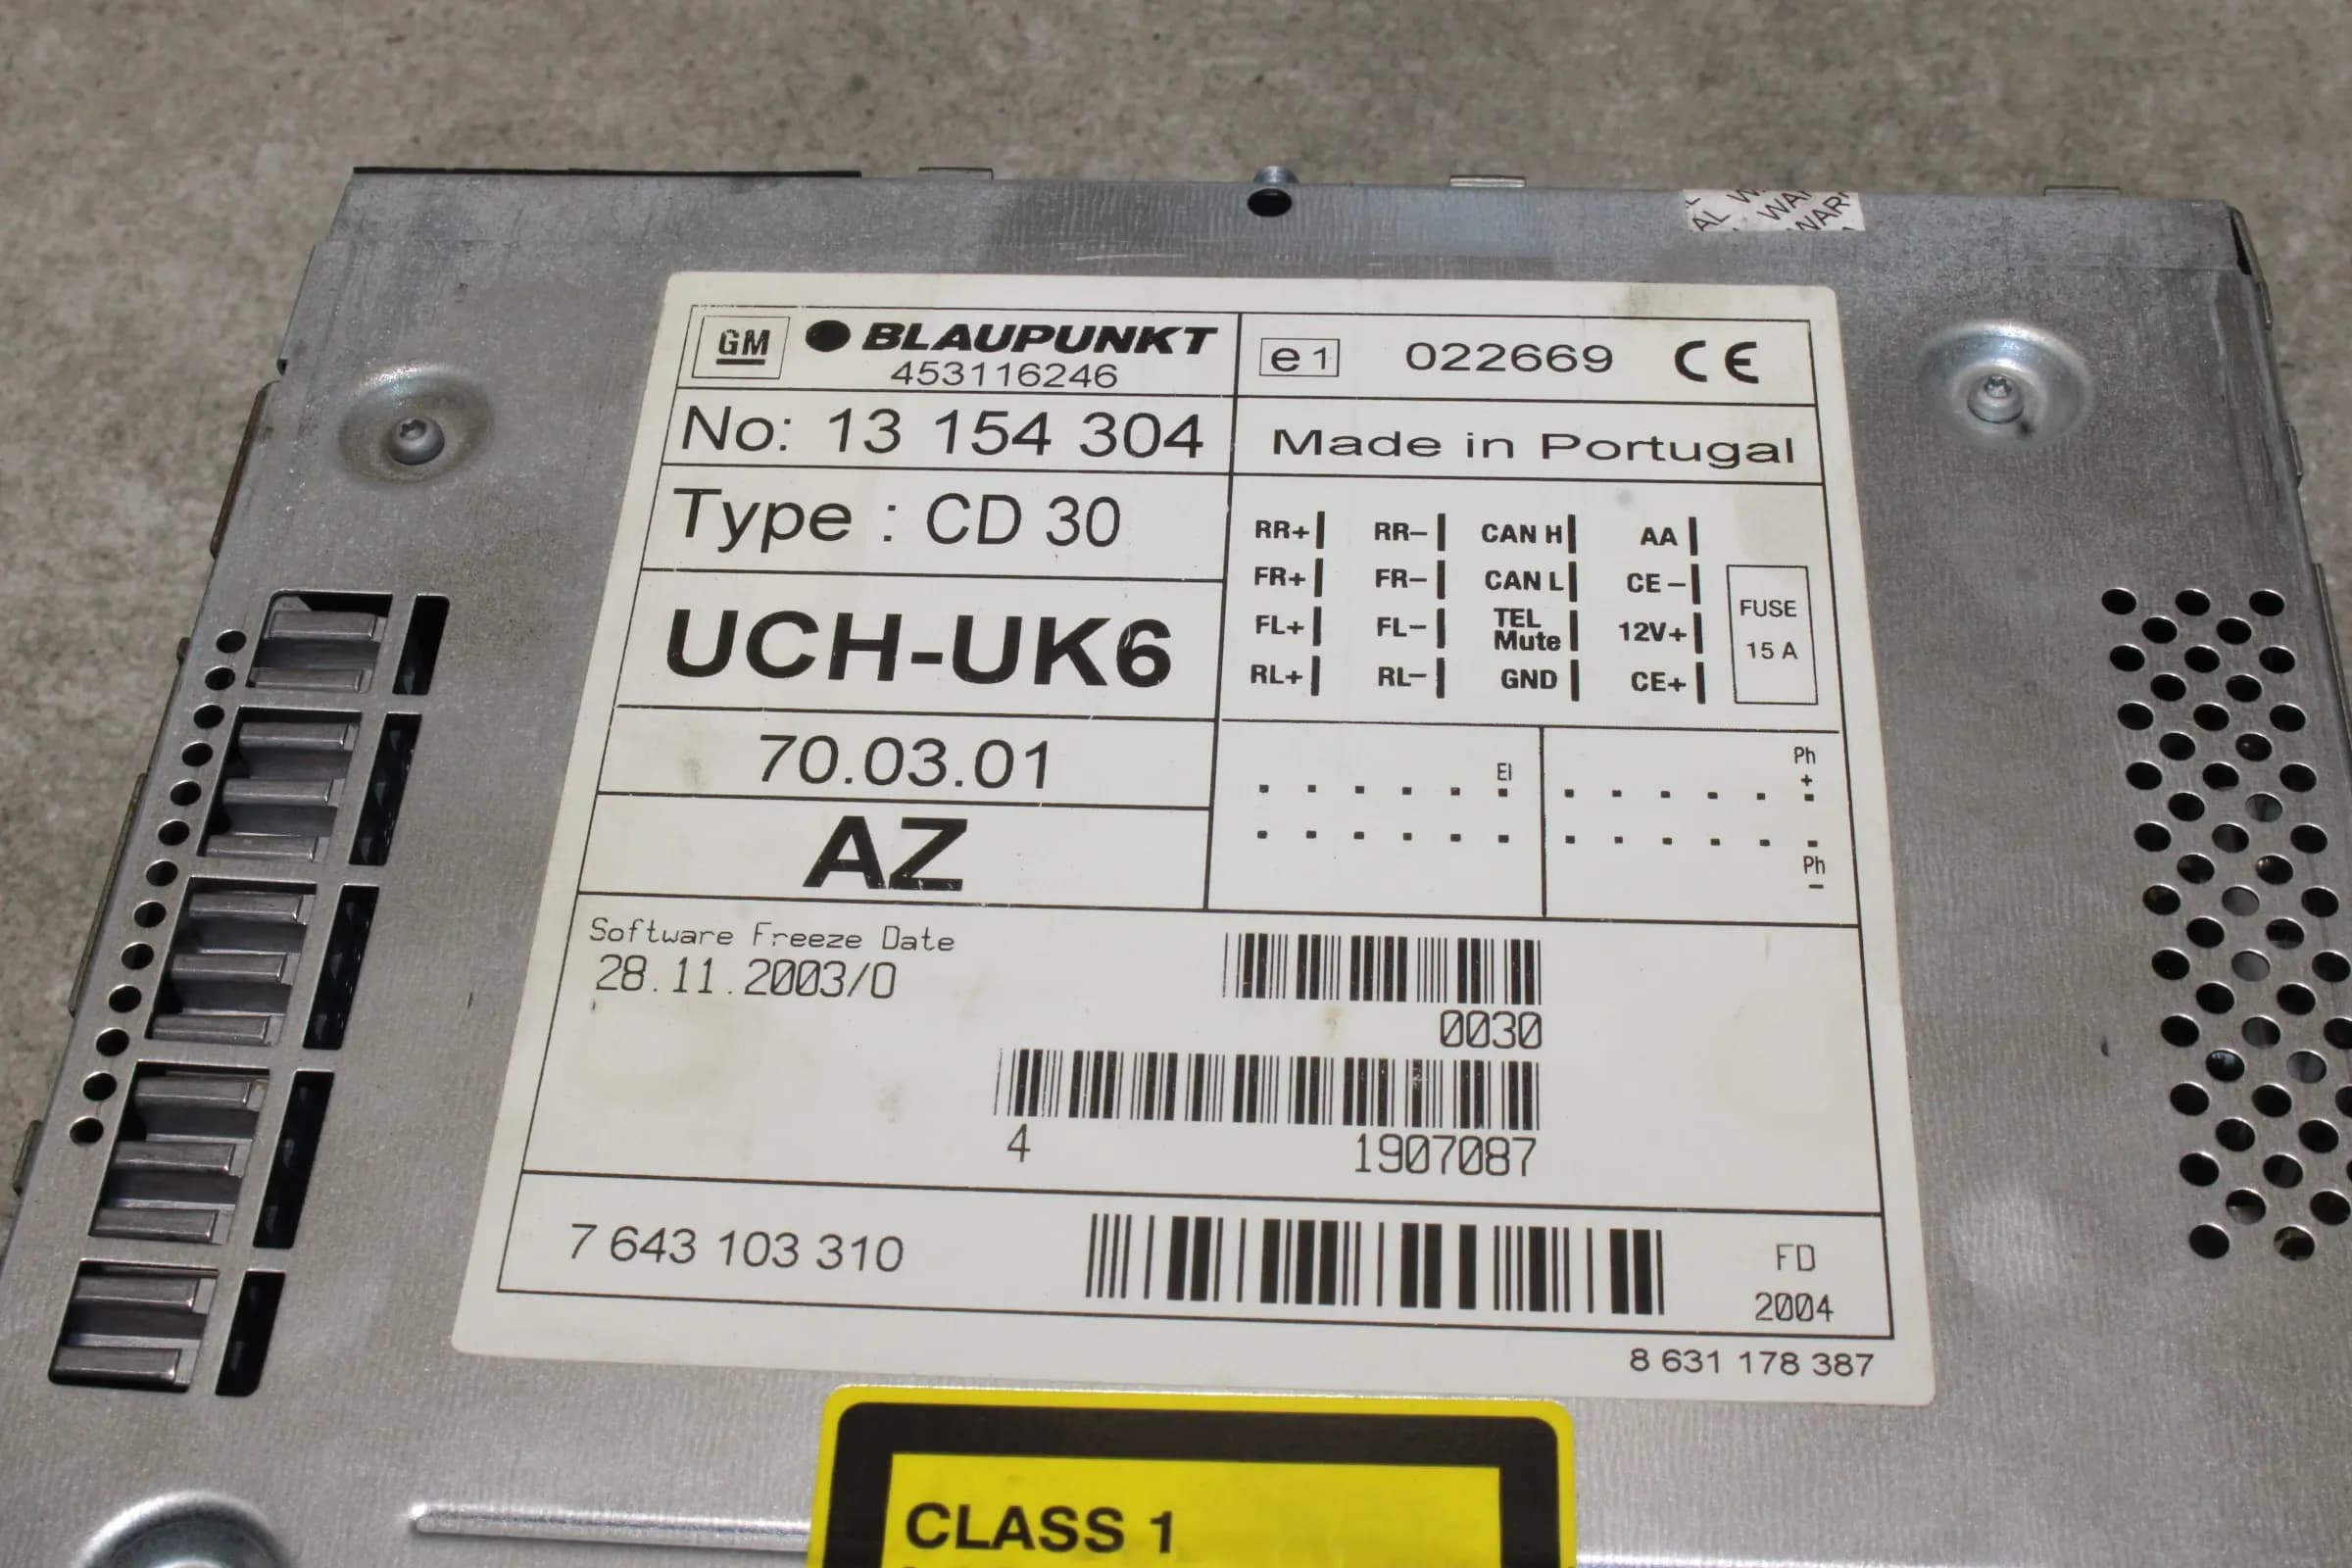 AL WA
WAR
GM BLAUPUNKT
453116246
e1 022669 CE
No: 13 154 304
Made in Portugal
Type : CD 30
UCH-UK6
70.03.01
AZ
RR+ RR- CAN H AA
FR+ FR- CAN L CE-
FL+ FL- TEL Mute 12V+
RL+ RL- GND CE+
FUSE
15 A
El
Ph
+
Ph
-
Software Freeze Date
28.11.2003/0
0030
4 1907087
7 643 103 310
FD
2004
8 631 178 387
CLASS 1